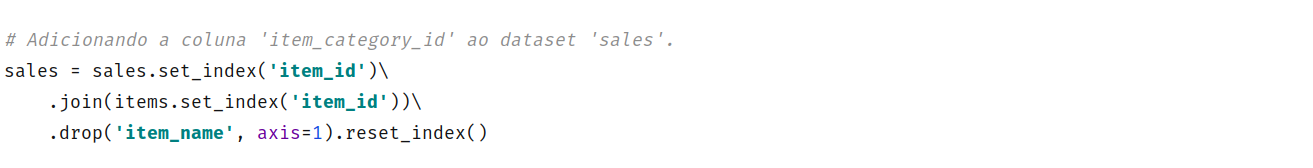 # Adicionando a coluna 'item_category_id' ao dataset 'sales'.
sales = sales.set_index('item_id')\
    .join(items.set_index('item_id'))\
    .drop('item_name', axis=1).reset_index()